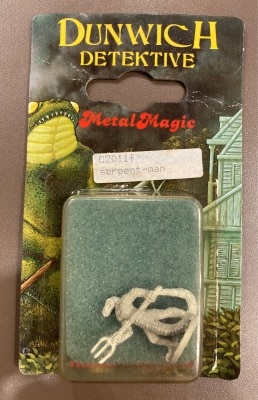 DUNWICH
DETEKTIVE
MetalMagic
C2011f
serpent-man